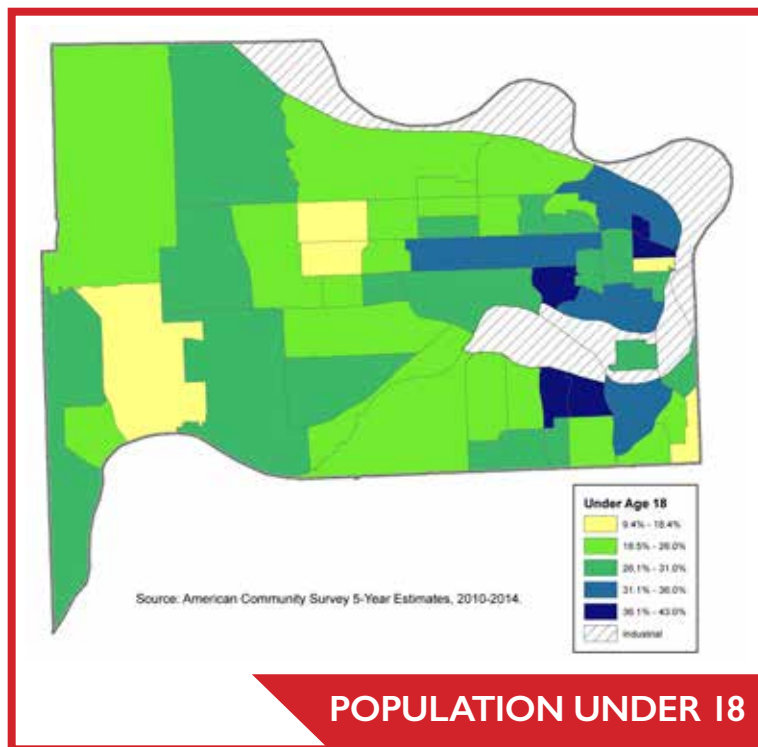 Under Age 18
9.4% - 18.4%
18.5% - 26.0%
26.1% - 31.0%
31.1% - 36.0%
36.1% - 43.0%
Industrial
Source: American Community Survey 5-Year Estimates, 2010-2014.
POPULATION UNDER 18